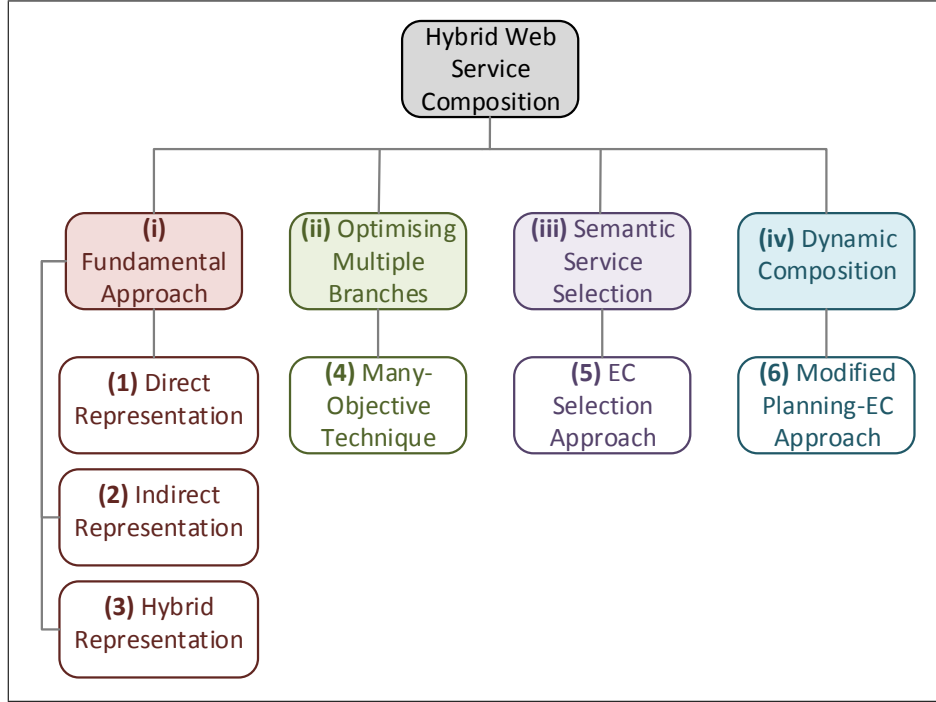 Hybrid Web
Service
Composition
(i)
Fundamental
Approach
(ii) Optimising
Multiple
Branches
(iii) Semantic
Service
Selection
(iv) Dynamic
Composition
(1) Direct
Representation
(2) Indirect
Representation
(3) Hybrid
Representation
(4) Many-
Objective
Technique
(5) EC
Selection
Approach
(6) Modified
Planning-EC
Approach